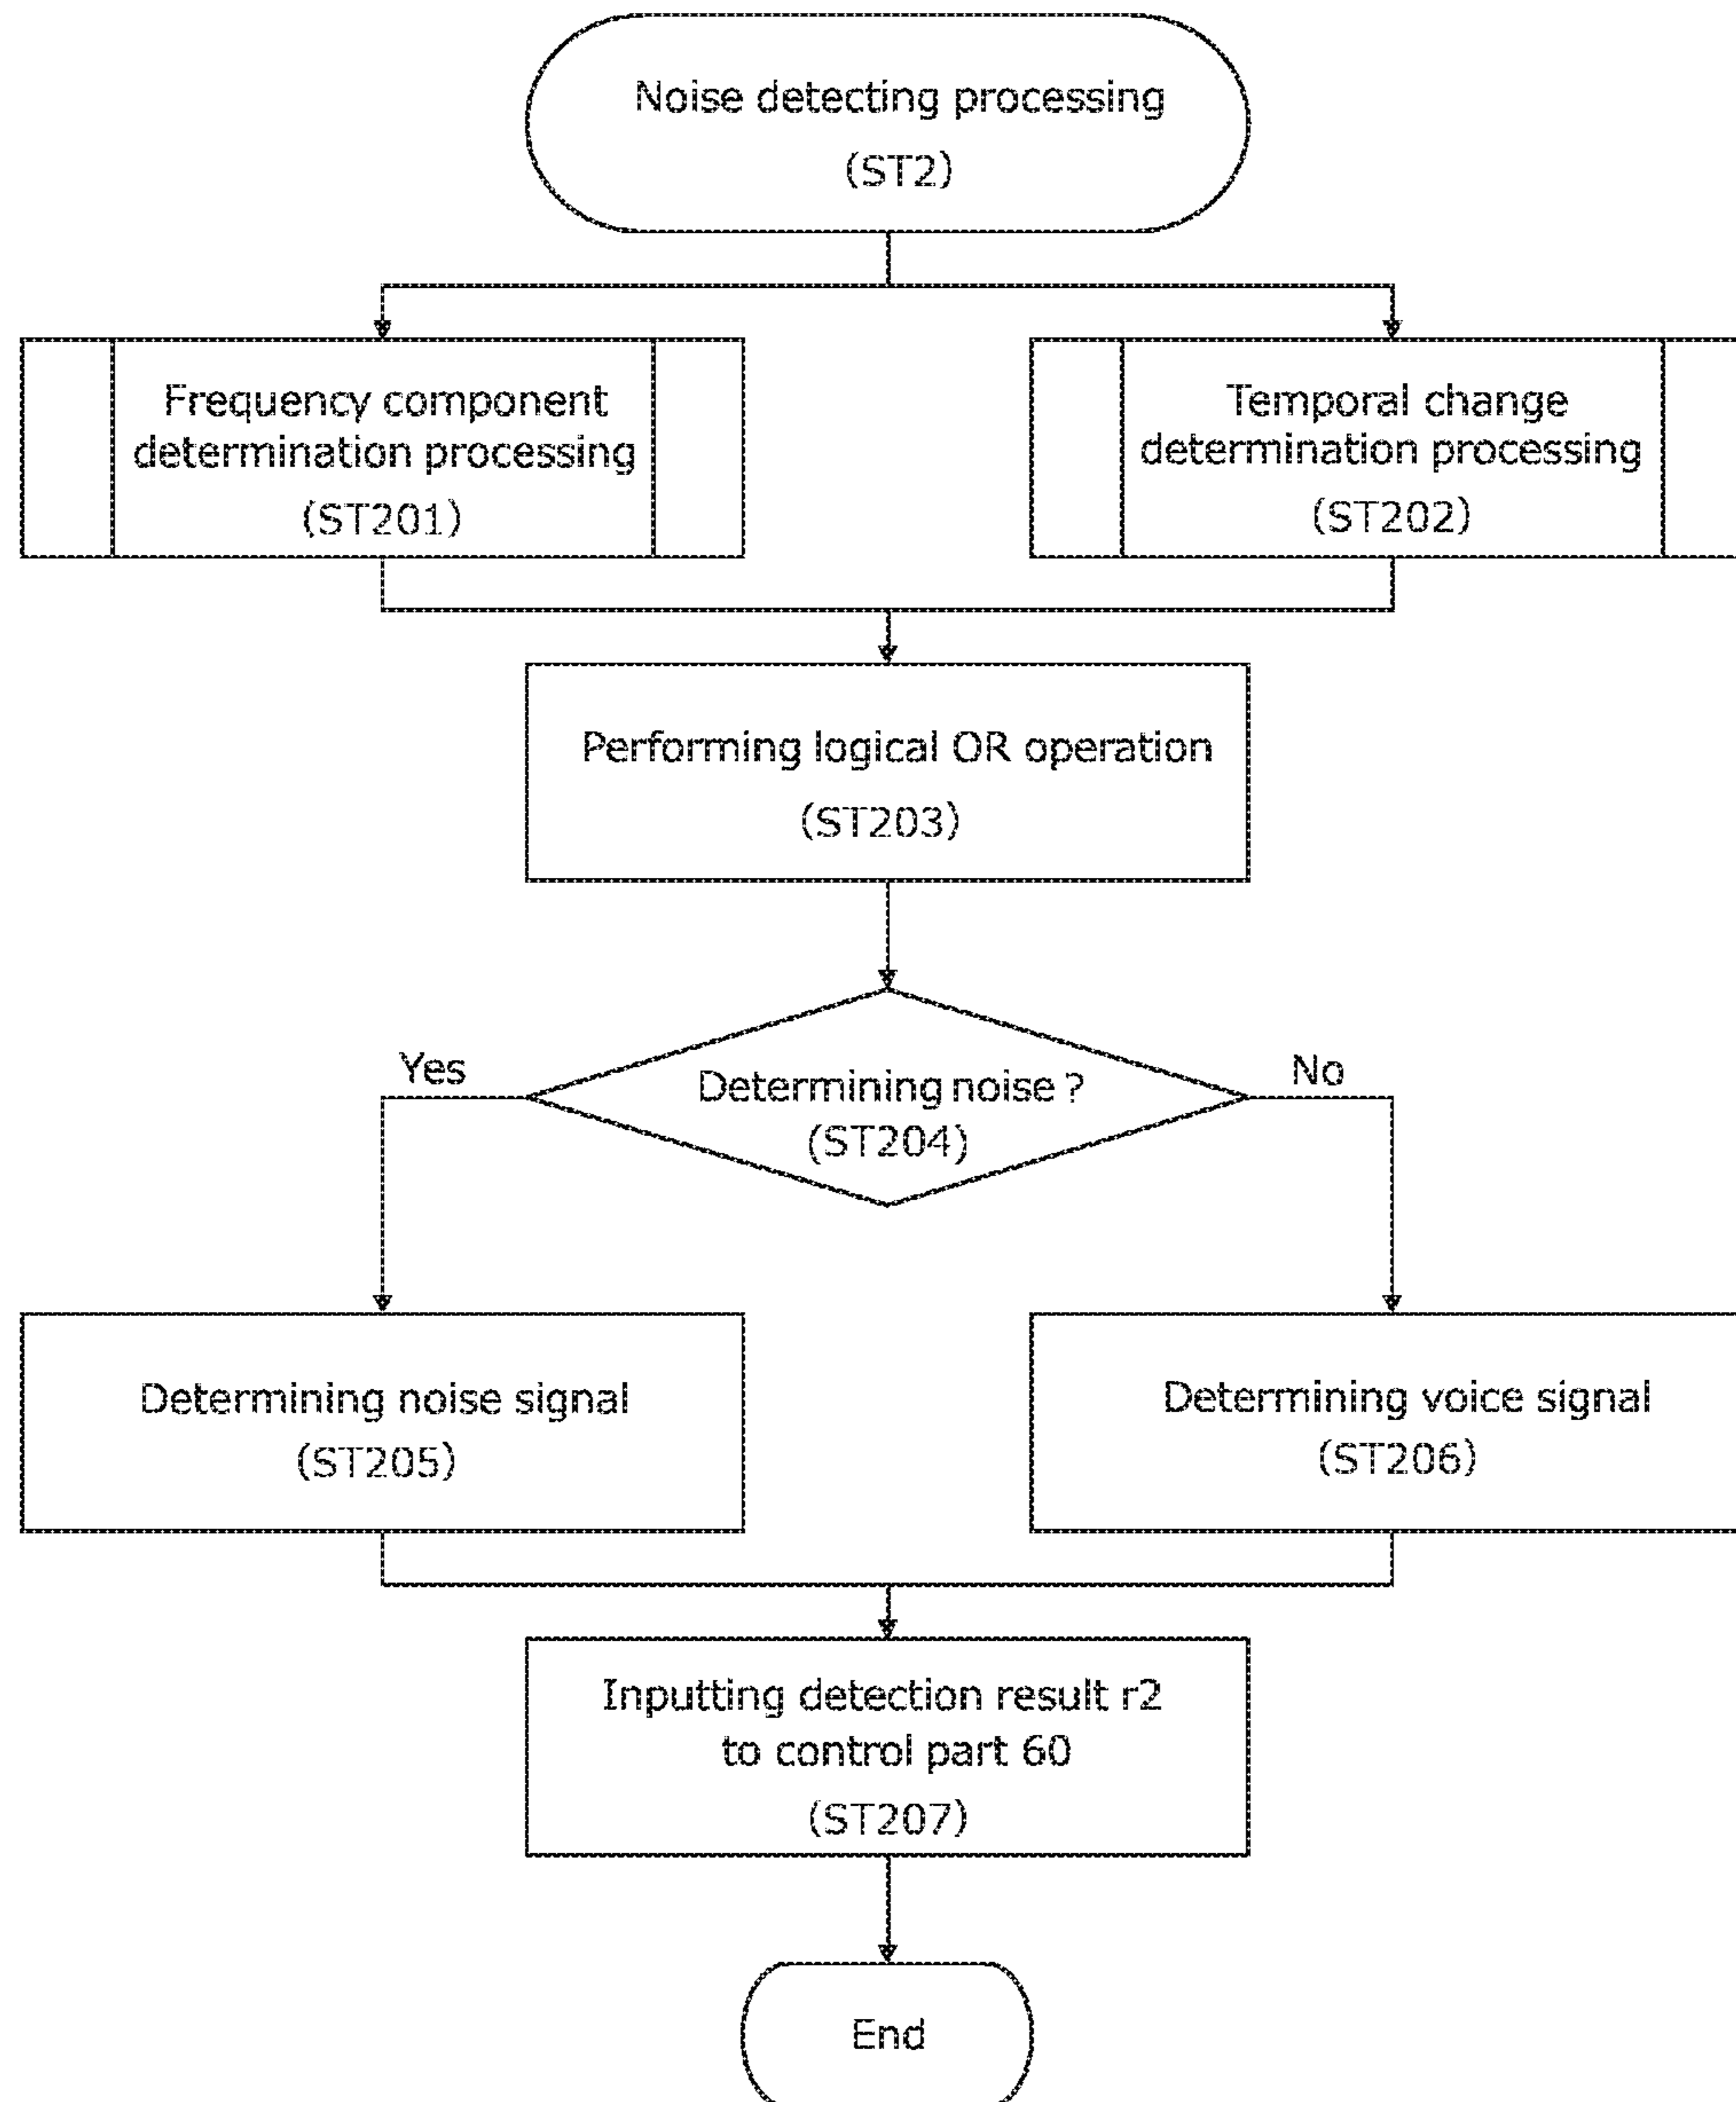 Noise detecting processing
(ST2)
Frequency component
determination processing
(ST201)
Temporal change
determination processing
(ST202)
Performing logical OR operation
(ST203)
Yes
Determining noise ?
(ST204)
No
Determining noise signal
(ST205)
Determining voice signal
(ST206)
Inputting detection result r2
to control part 60
(ST207)
End